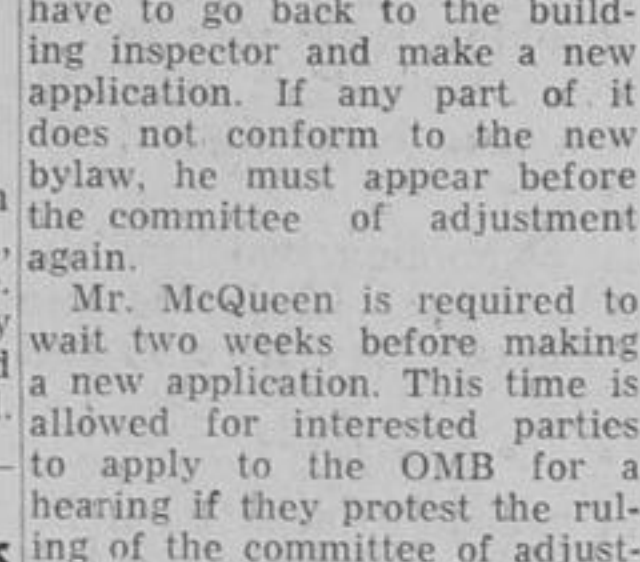 have to go back to the build-
ing inspector and make a new
application. If any part of it
does not conform to the new
bylaw, he must appear before
the committee of adjustment
again.
Mr. McQueen is required to
wait two weeks before making
a new application. This time is
allowed for interested parties
to apply to the OMB for a
hearing if they protest the rul-
ing of the committee of adjust-